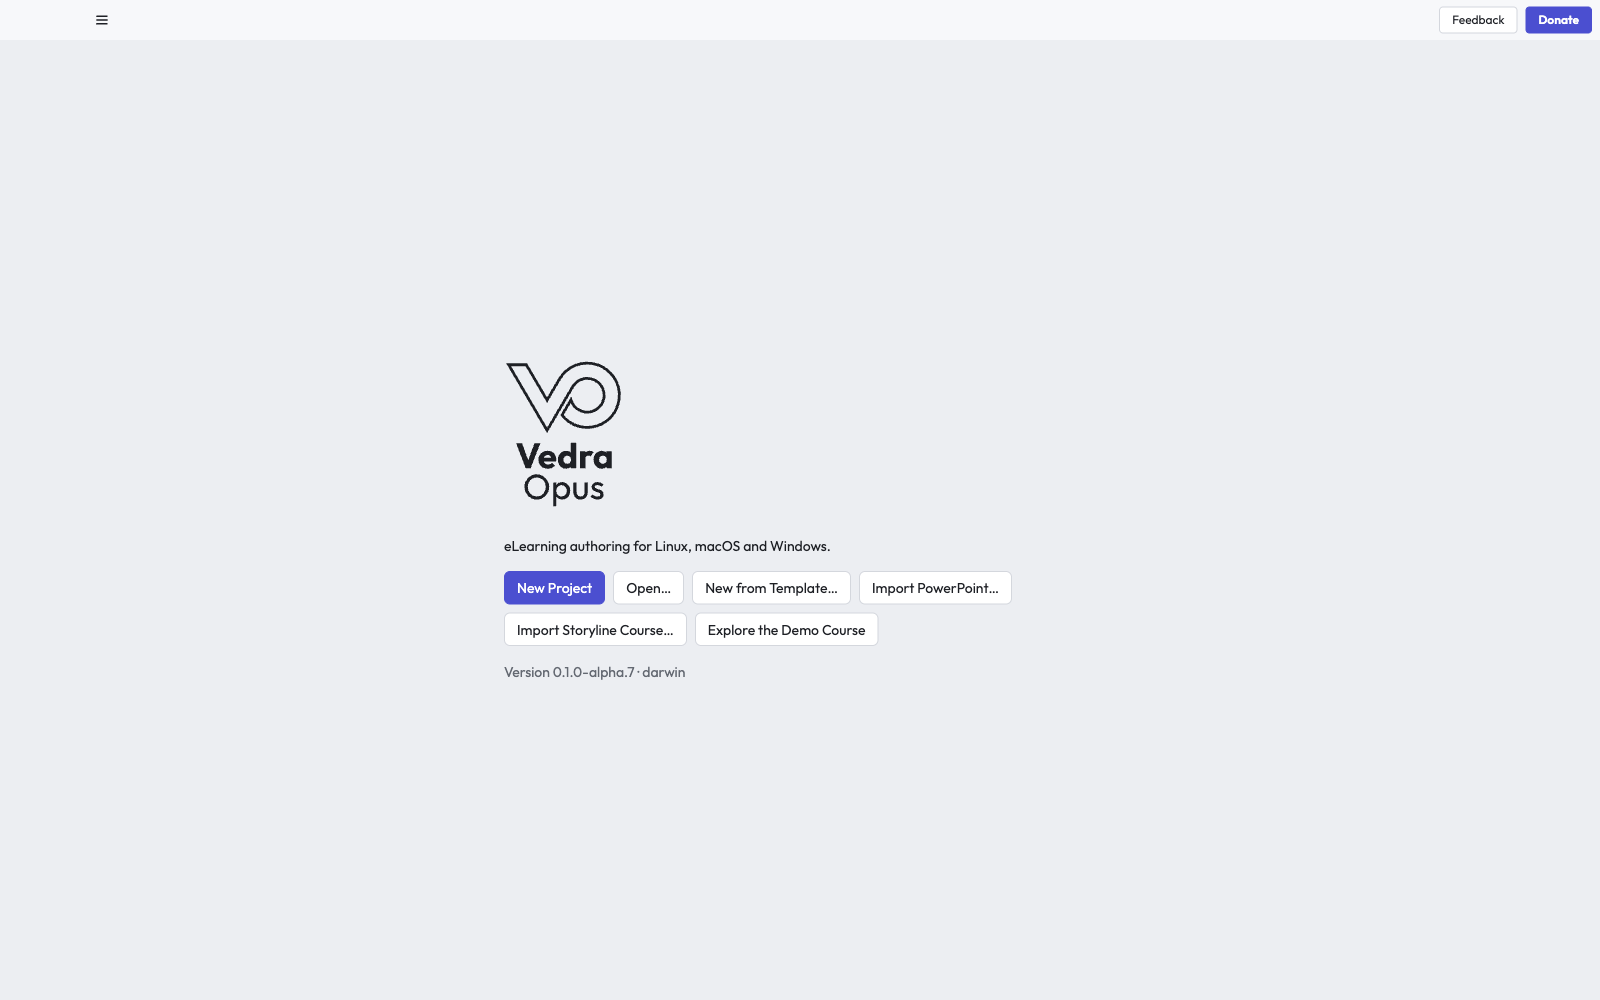 Feedback
Donate
Vedra
Opus
eLearning authoring for Linux, macOS and Windows.
New Project
Open...
New from Template...
Import PowerPoint...
Import Storyline Course...
Explore the Demo Course
Version 0.1.0-alpha.7 · darwin